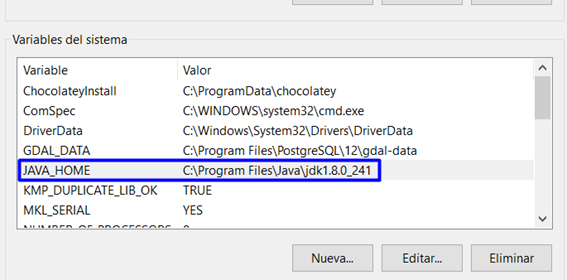 Variables del sistema
Variable Valor
ChocolateyInstall C:\ProgramData\chocolatey
ComSpec C:\WINDOWS\system32\cmd.exe
DriverData C:\Windows\System32\Drivers\DriverData
GDAL_DATA C:\Program Files\PostgreSQL\12\gdal-data
JAVA_HOME C:\Program Files\Java\jdk1.8.0_241
KMP_DUPLICATE_LIB_OK TRUE
MKL_SERIAL YES
NUMBER_OF_PROCESSORS
Nueva... Editar... Eliminar